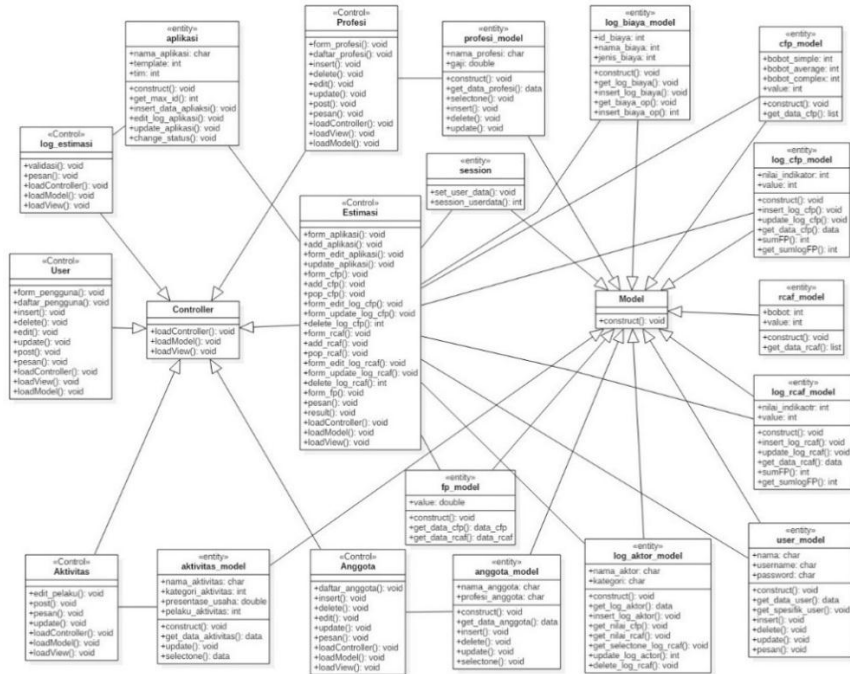 «entity»
aplikasi
+nama_aplikasi: char
+template: int
+tim: int
+construct(): void
+get_max_id(): int
+insert_data_apliaksi(): void
+edit_log_aplikasi(): void
+update_aplikasi(): void
+change_status(): void
«Control»
Profesi
+form_profesi(): void
+daftar_profesi(): void
+insert(): void
+delete(): void
+edit(): void
+update(): void
+post(): void
+pesan(): void
+loadController(): void
+loadView(): void
+loadModel(): void
«entity»
profesi_model
+nama_profesi: char
+gaji: double
+construct(): void
+get_data_profesi(): data
+selectone(): void
+insert(): void
+delete(): void
+update(): void
«entity»
log_biaya_model
+id_biaya: int
+nama_biaya: int
+jenis_biaya: int
+construct(): void
+get_log_biaya(): void
+insert_log_biaya(): void
+get_biaya_op(): void
+insert_biaya_op(): int
«entity»
cfp_model
+bobot_simple: int
+bobot_average: int
+bobot_complex: int
+value: int
+construct(): void
+get_data_cfp(): list
«Control»
log_estimasi
+validasi(): void
+pesan(): void
+loadController(): void
+loadModel(): void
+loadView(): void
«entity»
session
+set_user_data(): void
+session_userdata(): int
«entity»
log_cfp_model
+nilai_indikator: int
+value: int
+construct(): void
+insert_log_cfp(): void
+update_log_cfp(): void
+get_data_cfp(): data
+sumFP(): int
+get_sumlogFP(): int
«Control»
Estimasi
+form_aplikasi(): void
+add_aplikasi(): void
+form_edit_aplikasi(): void
+update_aplikasi(): void
+form_cfp(): void
+add_cfp(): void
+pop_cfp(): void
+form_edit_log_cfp(): void
+form_update_log_cfp(): void
+delete_log_cfp(): int
+form_rcaf(): void
+add_rcaf(): void
+pop_rcaf(): void
+form_edit_log_rcaf(): void
+form_update_log_rcaf(): void
+delete_log_rcaf(): int
+form_fp(): void
+pesan(): void
+result(): void
+loadController(): void
+loadModel(): void
+loadView(): void
«Control»
User
+form_pengguna(): void
+daftar_pengguna(): void
+insert(): void
+delete(): void
+edit(): void
+update(): void
+post(): void
+pesan(): void
+loadController(): void
+loadView(): void
+loadModel(): void
Controller
+loadController(): void
+loadModel(): void
+loadView(): void
Model
+construct(): void
«entity»
rcaf_model
+bobot: int
+value: int
+construct(): void
+get_data_rcaf(): list
«entity»
log_rcaf_model
+nilai_indikaotr: int
+value: int
+construct(): void
+insert_log_rcaf(): void
+update_log_rcaf(): void
+get_data_rcaf(): data
+sumFP(): int
+get_sumlogFP(): int
«entity»
fp_model
+value: double
+construct(): void
+get_data_cfp(): data_cfp
+get_data_rcaf(): data_rcaf
«Control»
Aktivitas
+edit_pelaku(): void
+post(): void
+pesan(): void
+update(): void
+loadController(): void
+loadModel(): void
+loadView(): void
«entity»
aktivitas_model
+nama_aktivitas: char
+kategori_aktivitas: int
+presentase_usaha: double
+pelaku_aktivitas: int
+construct(): void
+get_data_aktivitas(): data
+update(): void
+selectone(): data
«Control»
Anggota
+daftar_anggota(): void
+insert(): void
+delete(): void
+edit(): void
+update(): void
+pesan(): void
+loadController(): void
+loadModel(): void
+loadView(): void
«entity»
anggota_model
+nama_anggota: char
+profesi_anggota: char
+construct(): void
+get_data_anggota(): data
+insert(): void
+delete(): void
+update(): void
+selectone(): void
«entity»
log_aktor_model
+nama_aktor: char
+kategori: char
+construct(): void
+get_log_aktor(): data
+insert_log_aktor(): void
+get_nilai_cfp(): void
+get_nilai_rcaf(): void
+get_selectone_log_rcaf(): void
+update_log_actor(): int
+delete_log_rcaf(): void
«entity»
user_model
+nama: char
+username: char
+password: char
+construct(): void
+get_data_user(): data
+get_spesifik_user(): void
+insert(): void
+delete(): void
+update(): void
+pesan(): void